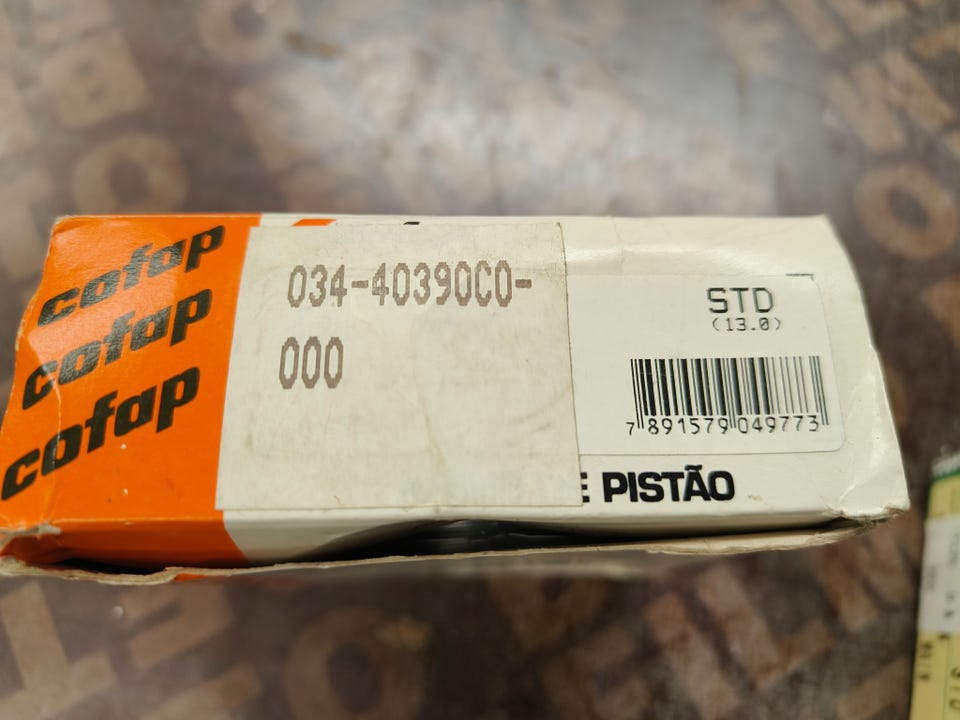 cofap
cofap
cofap
034-40390C0-
000
STD
(13.0)
7 891579 049773
E PISTÃO